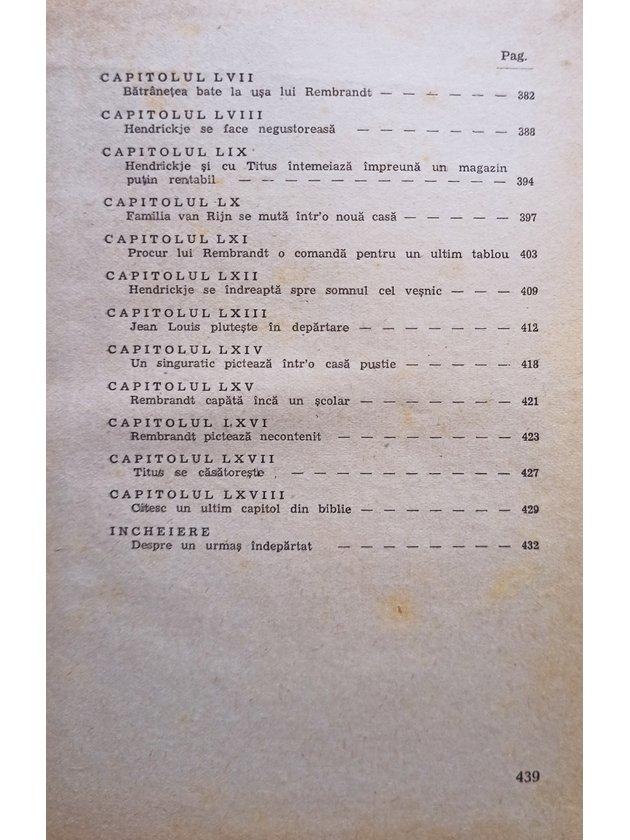 Pag.
CAPITOLUL LVII
Bătrânețea bate la ușa lui Rembrandt — — — — — — 382
CAPITOLUL LVIII
Hendrickje se face negustoreasă — — — — — — — 388
CAPITOLUL LIX
Hendrickje și cu Titus întemeiază împreună un magazin
puțin rentabil — — — — — — — — — — — 394
CAPITOLUL LX
Familia van Rijn se mută într'o nouă casă — — — — — 397
CAPITOLUL LXI
Procur lui Rembrandt o comandă pentru un ultim tablou 403
CAPITOLUL LXII
Hendrickje se îndreaptă spre somnul cel veșnic — — — 409
CAPITOLUL LXIII
Jean Louis plutește în depărtare — — — — — — — 412
CAPITOLUL LXIV
Un singuratic pictează într'o casă pustie — — — — — 418
CAPITOLUL LXV
Rembrandt capătă încă un școlar — — — — — — — 421
CAPITOLUL LXVI
Rembrandt pictează necontenit — — — — — — — — 423
CAPITOLUL LXVII
Titus se căsătorește — — — — — — — — — — 427
CAPITOLUL LXVIII
Citesc un ultim capitol din biblie — — — — — — — 429
INCHEIERE
Despre un urmaș îndepărtat — — — — — — — — 432
439